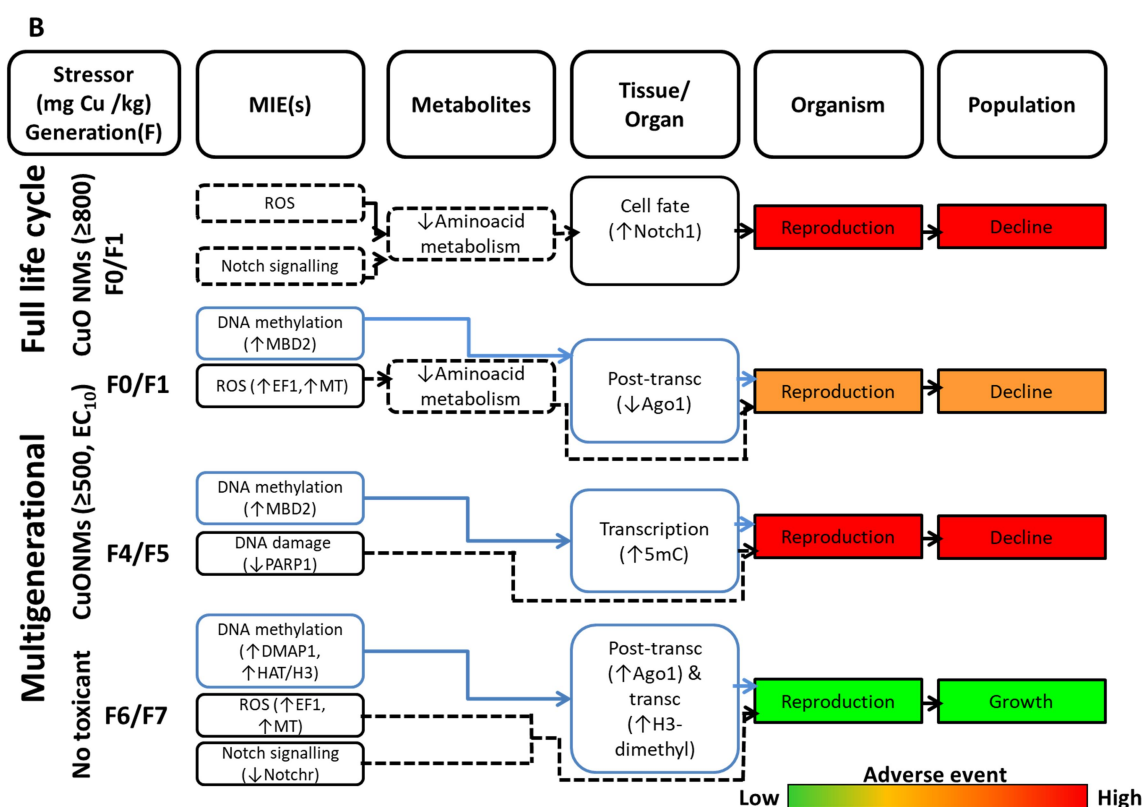 B
Stressor
(mg Cu /kg)
Generation(F)
MIE(s)
Metabolites
Tissue/
Organ
Organism
Population
Full life cycle
CuO NMs (≥800)
F0/F1
ROS
Notch signalling
↓Aminoacid
metabolism
Cell fate
(↑Notch1)
Reproduction
Decline
Multigenerational
CuONMs (≥500, EC10)
F0/F1
DNA methylation
(↑MBD2)
ROS (↑EF1,↑MT)
↓Aminoacid
metabolism
Post-transc
(↓Ago1)
Reproduction
Decline
F4/F5
DNA methylation
(↑MBD2)
DNA damage
(↓PARP1)
Transcription
(↑5mC)
Reproduction
Decline
No toxicant
F6/F7
DNA methylation
(↑DMAP1,
↑HAT/H3)
ROS (↑EF1,
↑MT)
Notch signalling
(↓Notchr)
Post-transc
(↑Ago1) &
transc
(↑H3-
dimethyl)
Reproduction
Growth
Adverse event
Low
High